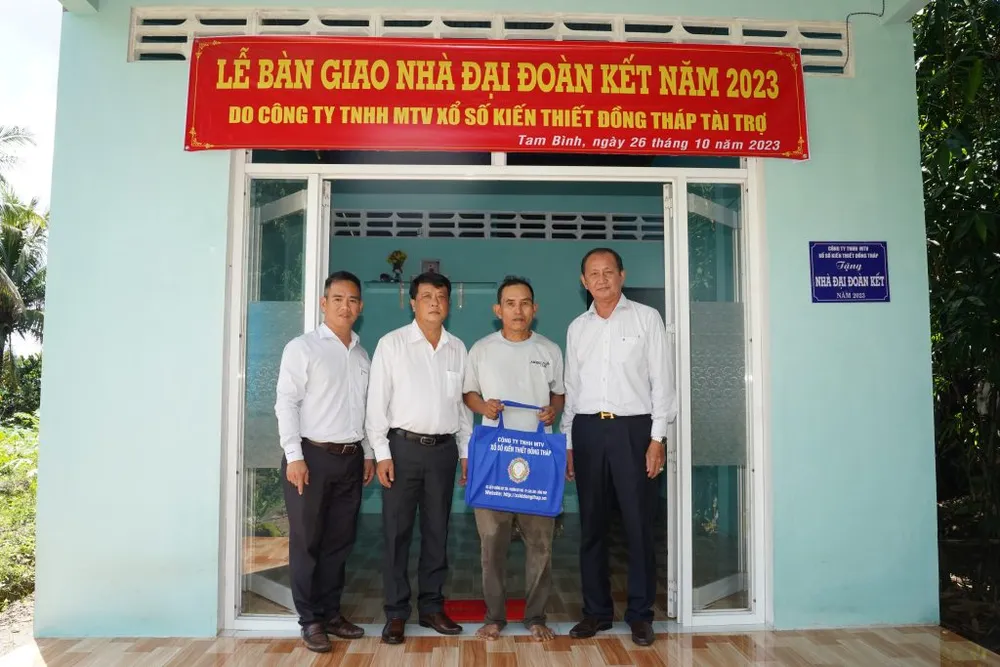 LỄ BÀN GIAO NHÀ ĐẠI ĐOÀN KẾT NĂM 2023
DO CÔNG TY TNHH MTV XỔ SỐ KIẾN THIẾT ĐỒNG THÁP TÀI TRỢ
Tam Bình, ngày 26 tháng 10 năm 2023
CÔNG TY TNHH MTV
XỔ SỐ KIẾN THIẾT ĐỒNG THÁP
Tặng
NHÀ ĐẠI ĐOÀN KẾT
NĂM 2023
CÔNG TY TNHH MTV
XỔ SỐ KIẾN THIẾT ĐỒNG THÁP